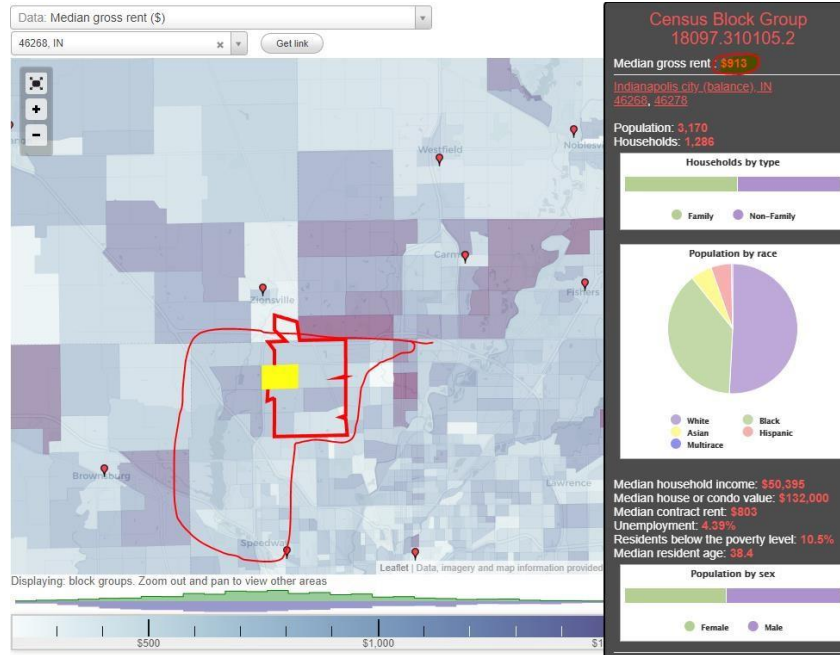 Data: Median gross rent ($)
46268, IN
Get link
Westfield
Carm
Zionsville
Fishers
Brownsburg
Lawrence
Speedway
Leaflet | Data, imagery and map information provided
Displaying: block groups. Zoom out and pan to view other areas
$500
$1,000
Census Block Group
18097.310105.2
Median gross rent : $913
Indianapolis city (balance), IN
46268, 46278
Population: 3,170
Households: 1,286
Households by type
Family Non-Family
Population by race
White Black
Asian Hispanic
Multirace
Median household income: $50,395
Median house or condo value: $132,000
Median contract rent: $803
Unemployment: 4.39%
Residents below the poverty level: 10.5%
Median resident age: 38.4
Population by sex
Female Male